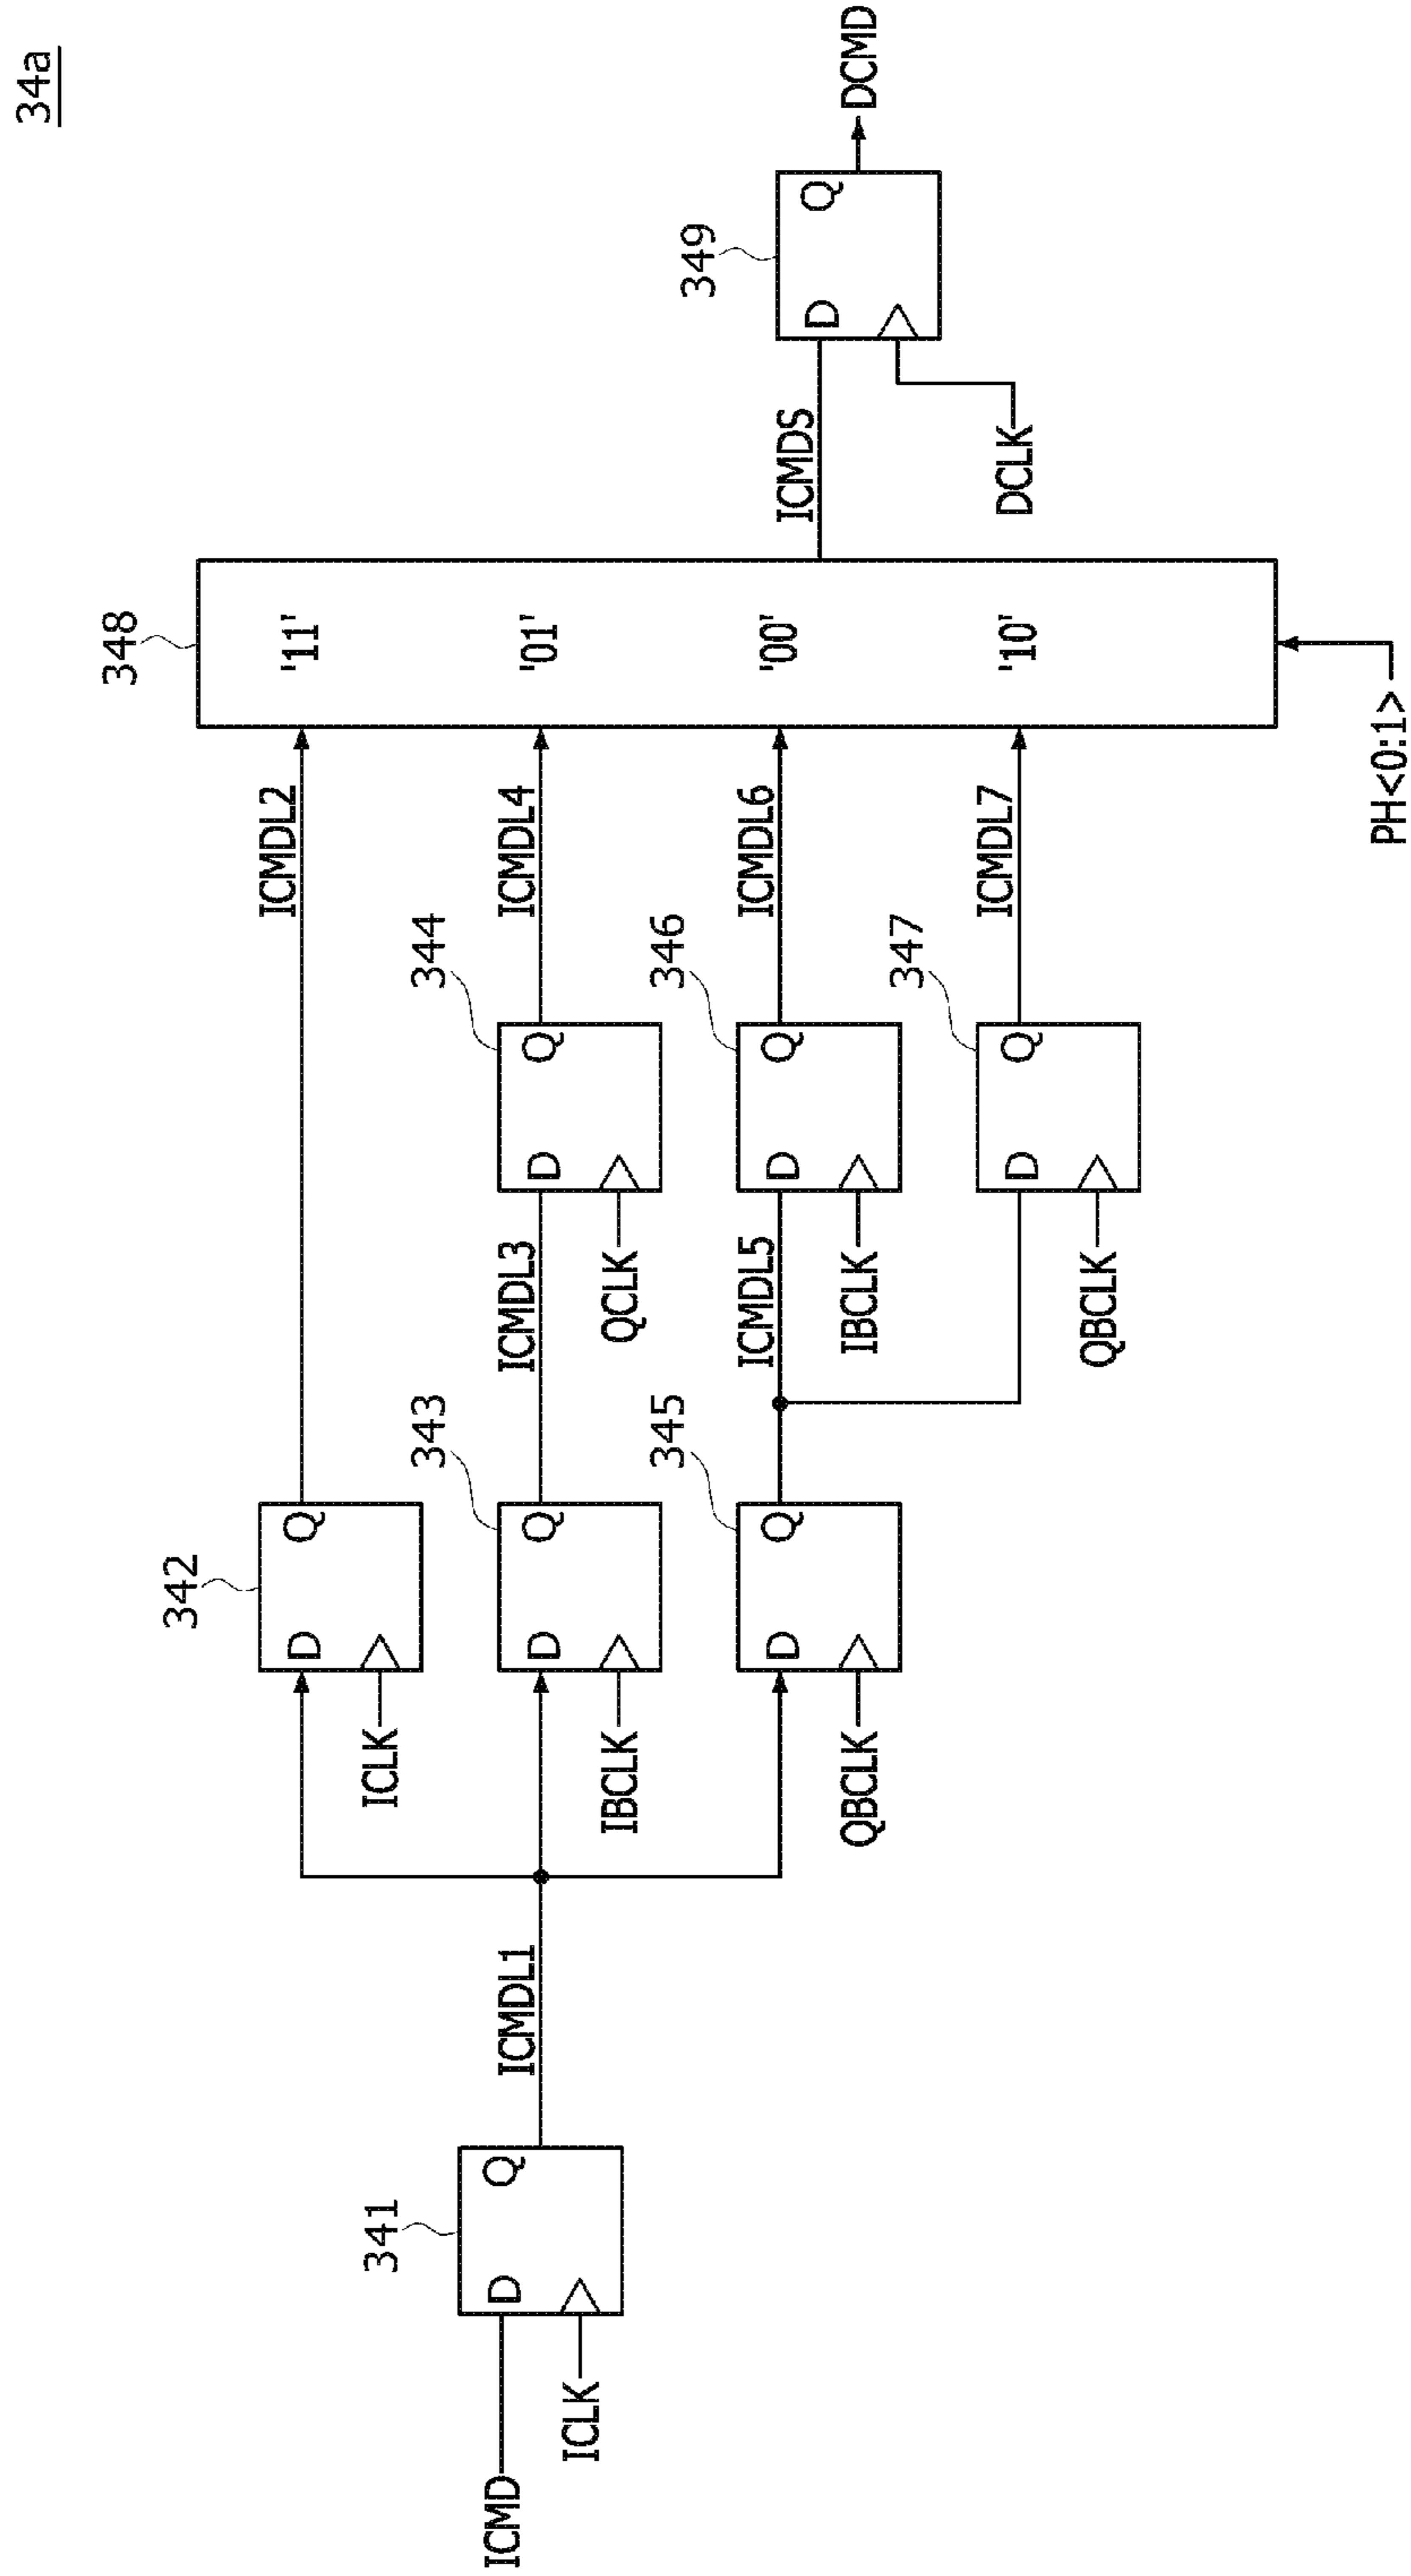 34a
348
342
ICMDL2
'11'
D
Q
ICLK
344
343
ICMDL4
'01'
D
Q
ICMDL3
D
Q
349
341
IBCLK
QCLK
D
Q
DCMD
ICMDL1
346
ICMDS
ICMD
D
Q
345
ICMDL6
'00'
DCLK
ICLK
D
Q
ICMDL5
D
Q
QBCLK
IBCLK
347
ICMDL7
'10'
D
Q
QBCLK
PH<0:1>